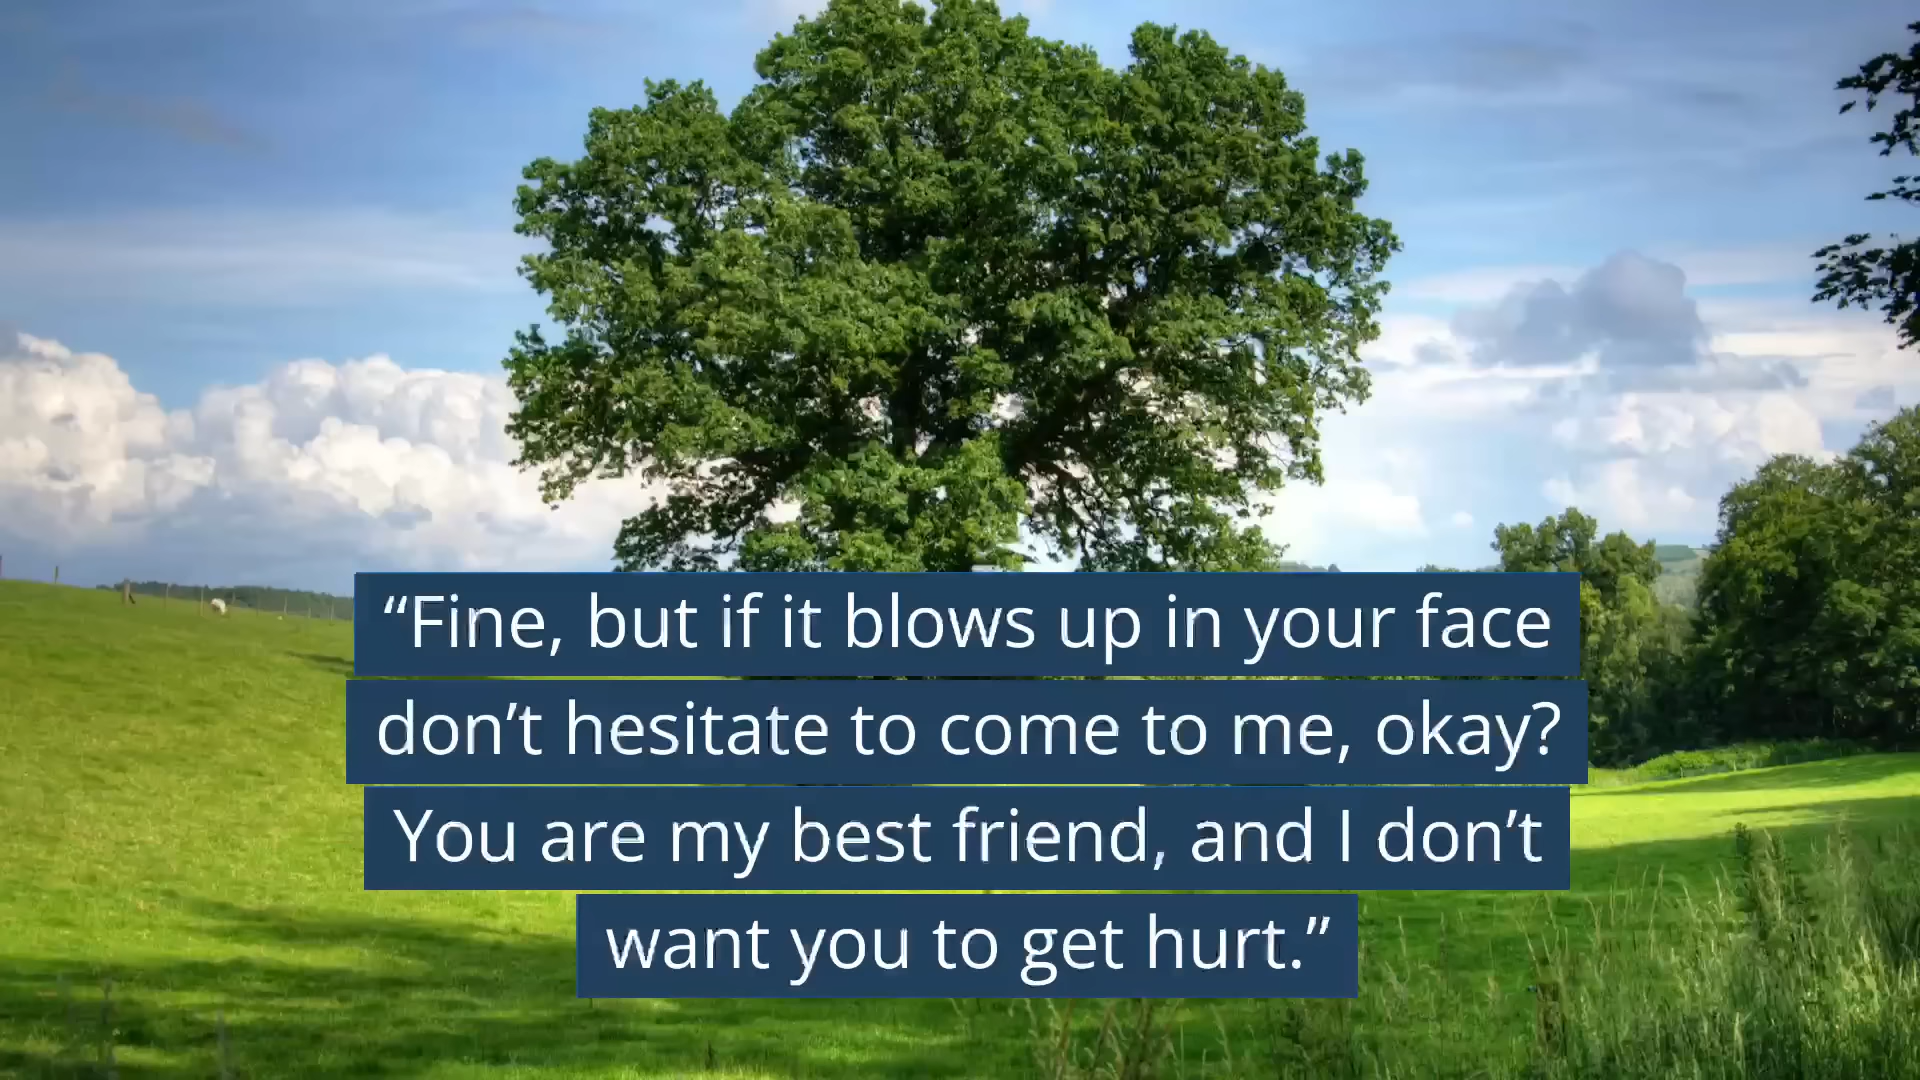 “Fine, but if it blows up in your face
don’t hesitate to come to me, okay?
You are my best friend, and I don’t
want you to get hurt.”